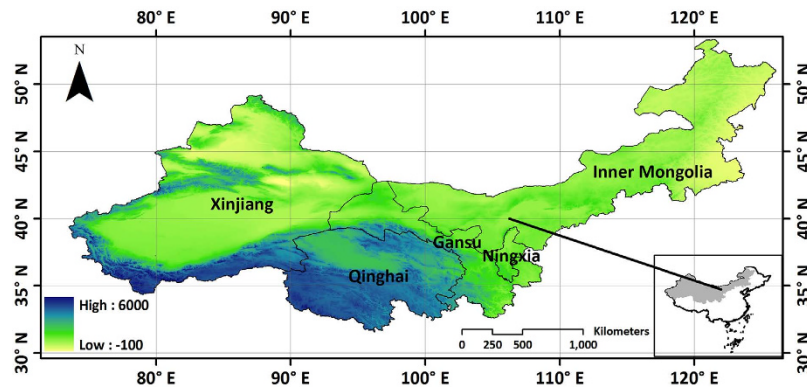 80° E 90° E 100° E 110° E 120° E
N
50° N
45° N
40° N
35° N
30° N
50° N
45° N
40° N
35° N
30° N
Inner Mongolia
Xinjiang
Gansu
Ningxia
Qinghai
High : 6000
Low : -100
Kilometers
0 250 500 1,000
80° E 90° E 100° E 110° E 120° E